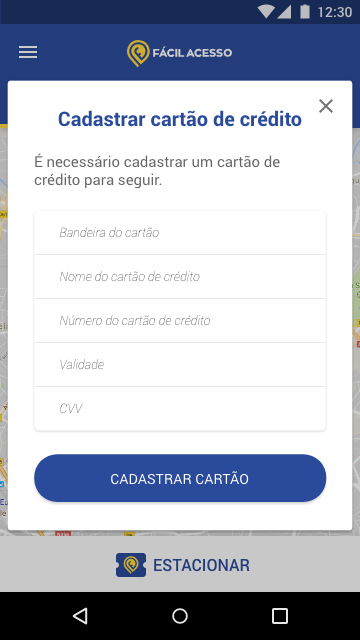 12:30
FÁCIL ACESSO
Cadastrar cartão de crédito
É necessário cadastrar um cartão de
crédito para seguir.
Bandeira do cartão
Nome do cartão de crédito
Número do cartão de crédito
Validade
CVV
CADASTRAR CARTÃO
ESTACIONAR